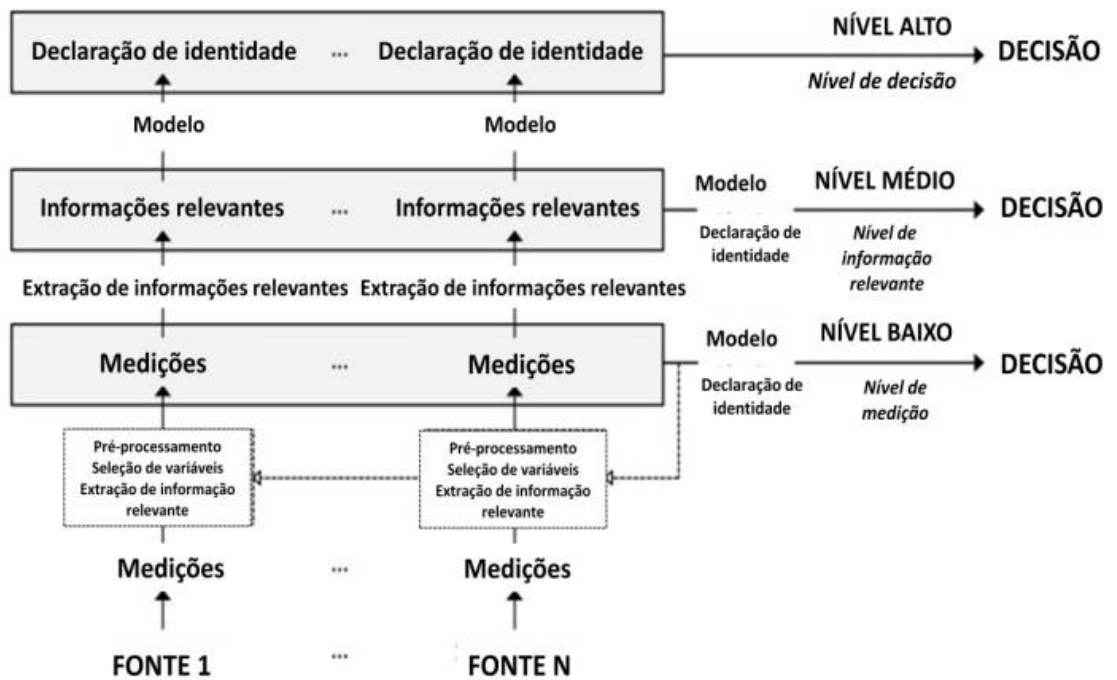 Declaração de identidade ... Declaração de identidade
NÍVEL ALTO
DECISÃO
Nível de decisão
Modelo
Modelo
Informações relevantes ... Informações relevantes
Modelo
NÍVEL MÉDIO
DECISÃO
Declaração de
identidade
Nível de
informação
relevante
Extração de informações relevantes
Extração de informações relevantes
Medições ... Medições
Modelo
NÍVEL BAIXO
DECISÃO
Declaração de
identidade
Nível de
medição
Pré-processamento
Seleção de variáveis
Extração de informação
relevante
Pré-processamento
Seleção de variáveis
Extração de informação
relevante
Medições ... Medições
FONTE 1 ... FONTE N